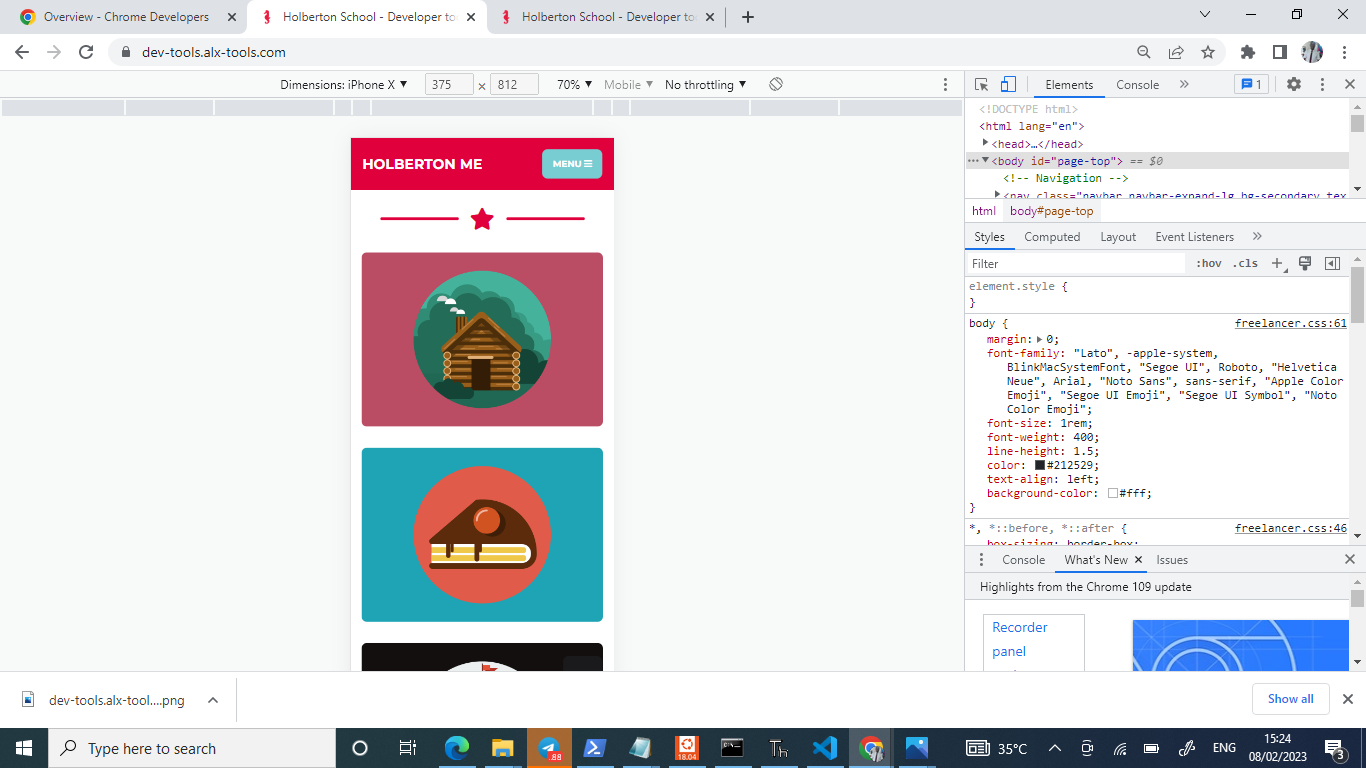 Overview - Chrome Developers
Holberton School - Developer to
Holberton School - Developer to
dev-tools.alx-tools.com
Dimensions: iPhone X ▼ 375 × 812 70% ▼ Mobile ▼ No throttling ▼
Elements Console » 1
<!DOCTYPE html>
<html lang="en">
<head>…</head>
<body id="page-top"> == $0
<!-- Navigation -->
<nav class="navbar navbar-expand-lg bg-secondary tex
html body#page-top
Styles Computed Layout Event Listeners »
Filter :hov .cls +
element.style {
}
body { freelancer.css:61
margin: 0;
font-family: "Lato", -apple-system,
BlinkMacSystemFont, "Segoe UI", Roboto, "Helvetica
Neue", Arial, "Noto Sans", sans-serif, "Apple Color
Emoji", "Segoe UI Emoji", "Segoe UI Symbol", "Noto
Color Emoji";
font-size: 1rem;
font-weight: 400;
line-height: 1.5;
color: #212529;
text-align: left;
background-color: #fff;
}
*, *::before, *::after { freelancer.css:46
box-sizing: border-box;
Console What's New × Issues
Highlights from the Chrome 109 update
Recorder
panel
HOLBERTON ME
MENU
dev-tools.alx-tool....png
Show all
Type here to search
.88
18.04
Th
35°C
ENG
15:24
08/02/2023
3